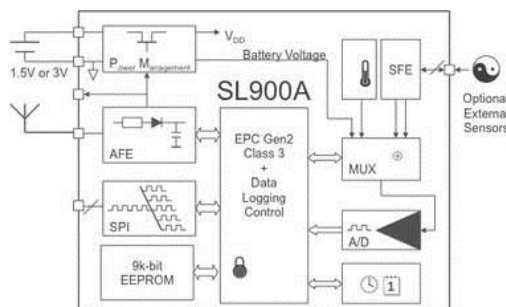 V_DD
Power Management
Battery Voltage
1.5V or 3V
SL900A
SFE
Optional
External
Sensors
AFE
EPC Gen2
Class 3
+
Data
Logging
Control
MUX
SPI
A/D
9k-bit
EEPROM
1